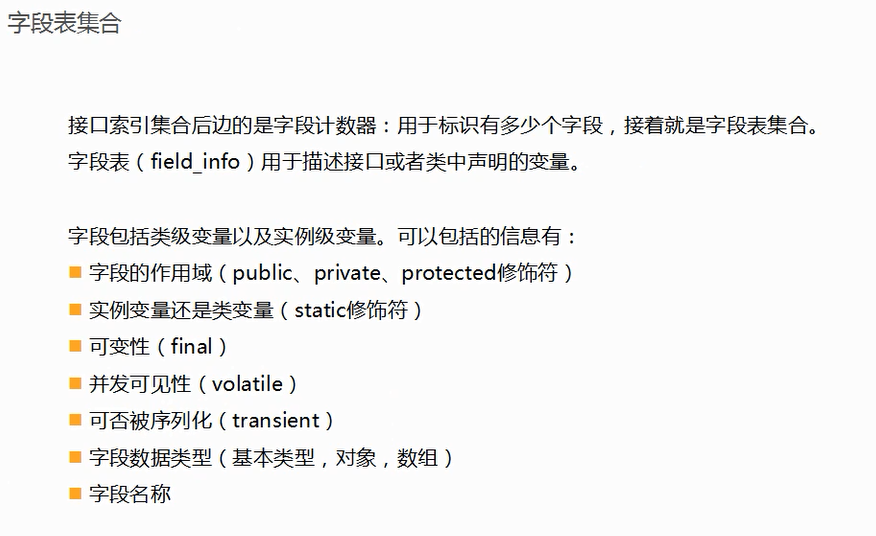 字段表集合
接口索引集合后边的是字段计数器：用于标识有多少个字段，接着就是字段表集合。
字段表（field_info）用于描述接口或者类中声明的变量。
字段包括类级变量以及实例级变量。可以包括的信息有：
字段的作用域（public、private、protected修饰符）
实例变量还是类变量（static修饰符）
可变性（final）
并发可见性（volatile）
可否被序列化（transient）
字段数据类型（基本类型，对象，数组）
字段名称